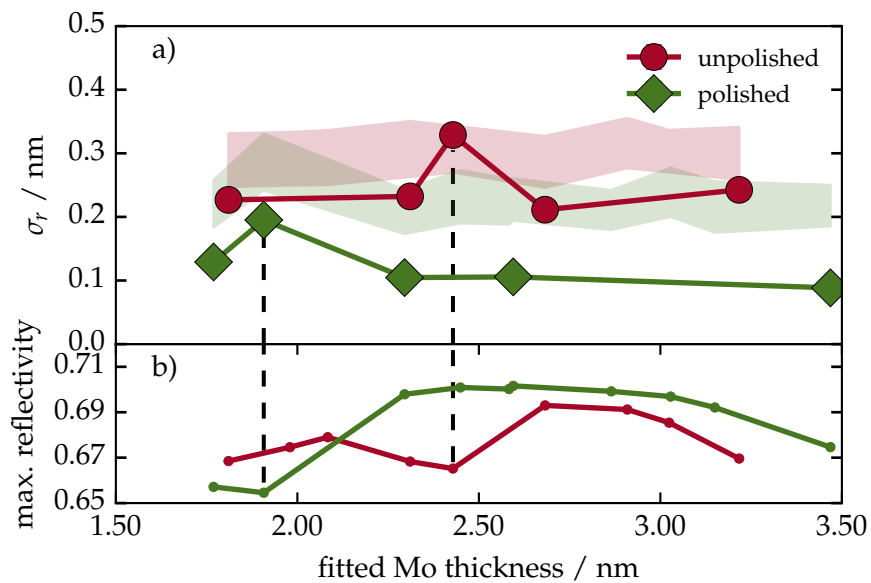 0.5
a)
unpolished
polished
0.4
0.3
0.2
0.1
0.0
σr / nm
0.71
b)
0.69
0.67
0.65
max. reflectivity
1.50
2.00
2.50
3.00
3.50
fitted Mo thickness / nm